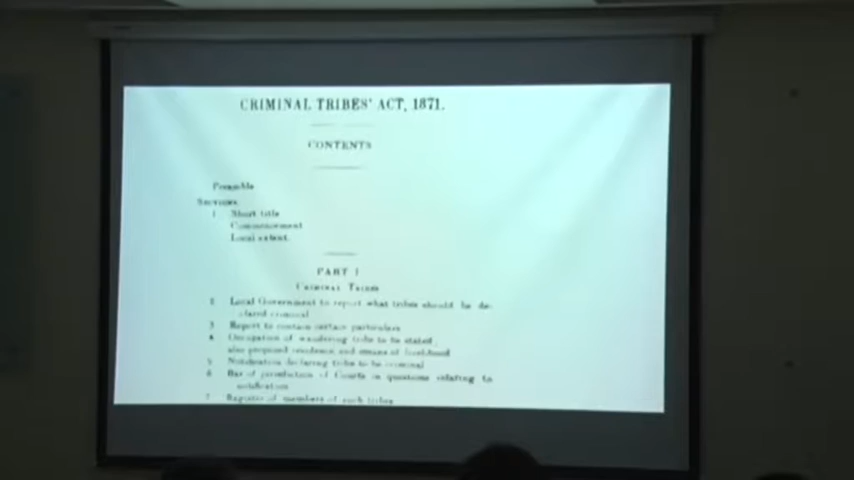 CRIMINAL TRIBES' ACT, 1871.
CONTENTS
Preamble
Sections
1 Short title
Commencement
Local extent.
PART I
CRIMINAL TRIBES
2 Local Government to report what tribes should be de-
clared criminal
3 Report to contain certain particulars
4 Occupation of wandering tribe to be stated,
also proposed residence and means of livelihood
5 Notification declaring tribe to be criminal
6 Bar of jurisdiction of Courts in questions relating to
notification
7 Register of members of such tribes